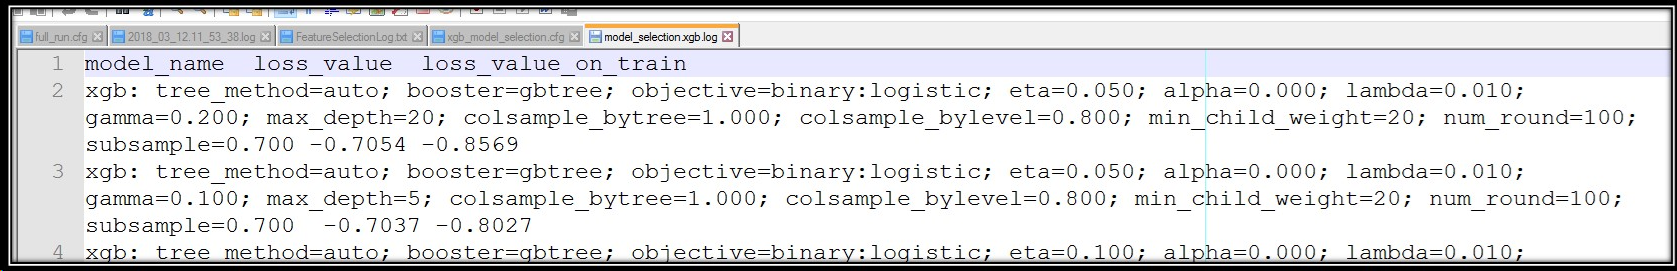 full_run.cfg 2018_03_12.11_53_38.log FeatureSelectionLog.txt xgb_model_selection.cfg model_selection.xgb.log
1 model_name loss_value loss_value_on_train
2 xgb: tree_method=auto; booster=gbtree; objective=binary:logistic; eta=0.050; alpha=0.000; lambda=0.010;
gamma=0.200; max_depth=20; colsample_bytree=1.000; colsample_bylevel=0.800; min_child_weight=20; num_round=100;
subsample=0.700 -0.7054 -0.8569
3 xgb: tree_method=auto; booster=gbtree; objective=binary:logistic; eta=0.050; alpha=0.000; lambda=0.010;
gamma=0.100; max_depth=5; colsample_bytree=1.000; colsample_bylevel=0.800; min_child_weight=20; num_round=100;
subsample=0.700 -0.7037 -0.8027
4 xgb: tree_method=auto; booster=gbtree; objective=binary:logistic; eta=0.100; alpha=0.000; lambda=0.010;